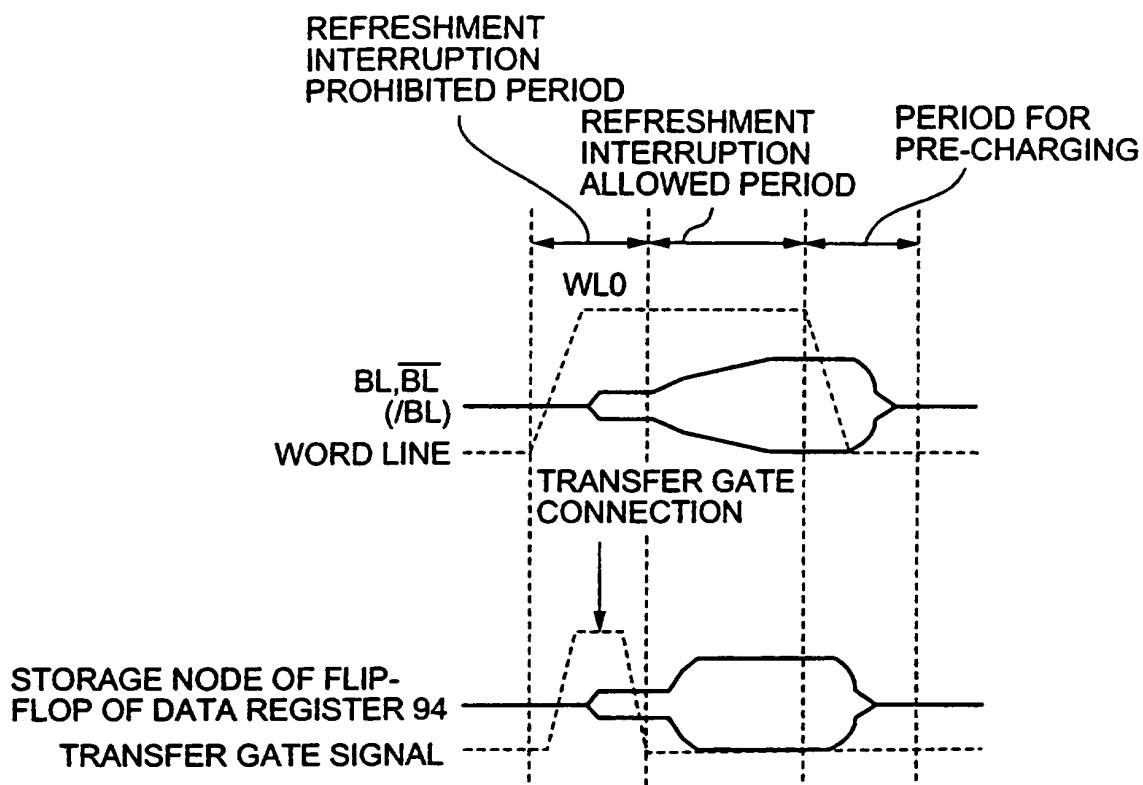 REFRESHMENT
INTERRUPTION
PROHIBITED PERIOD
REFRESHMENT
INTERRUPTION
ALLOWED PERIOD
PERIOD FOR
PRE-CHARGING
WL0
BL,B̅L̅
(/BL)
WORD LINE
TRANSFER GATE
CONNECTION
STORAGE NODE OF FLIP-
FLOP OF DATA REGISTER 94
TRANSFER GATE SIGNAL